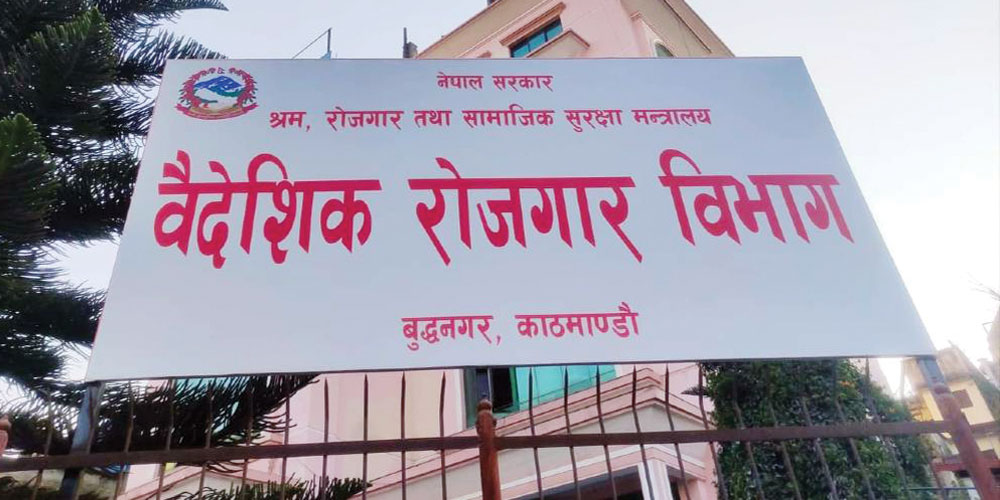 नेपाल सरकार
श्रम, रोजगार तथा सामाजिक सुरक्षा मन्त्रालय
वैदेशिक रोजगार विभाग
बुद्धनगर, काठमाण्डौ